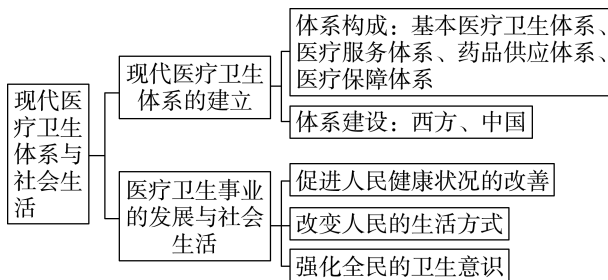 现代医
疗卫生
体系与
社会生
活
现代医疗卫生
体系的建立
体系构成：基本医疗卫生体系、
医疗服务体系、药品供应体系、
医疗保障体系
体系建设：西方、中国
医疗卫生事业
的发展与社会
生活
促进人民健康状况的改善
改变人民的生活方式
强化全民的卫生意识